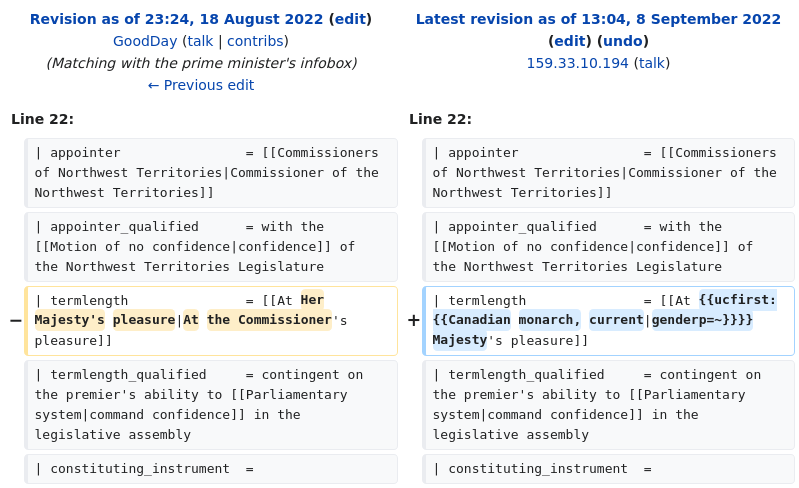 Revision as of 23:24, 18 August 2022 (edit)
GoodDay (talk | contribs)
(Matching with the prime minister's infobox)
← Previous edit
Latest revision as of 13:04, 8 September 2022
(edit) (undo)
159.33.10.194 (talk)
Line 22:
| appointer                = [[Commissioners
of Northwest Territories|Commissioner of the
Northwest Territories]]
| appointer_qualified      = with the
[[Motion of no confidence|confidence]] of
the Northwest Territories Legislature
− | termlength               = [[At Her
Majesty's pleasure|At the Commissioner's
pleasure]]
| termlength_qualified     = contingent on
the premier's ability to [[Parliamentary
system|command confidence]] in the
legislative assembly
| constituting_instrument  =
Line 22:
| appointer                = [[Commissioners
of Northwest Territories|Commissioner of the
Northwest Territories]]
| appointer_qualified      = with the
[[Motion of no confidence|confidence]] of
the Northwest Territories Legislature
+ | termlength               = [[At {{ucfirst:
{{Canadian monarch, current|genderp=~}}}}
Majesty's pleasure]]
| termlength_qualified     = contingent on
the premier's ability to [[Parliamentary
system|command confidence]] in the
legislative assembly
| constituting_instrument  =